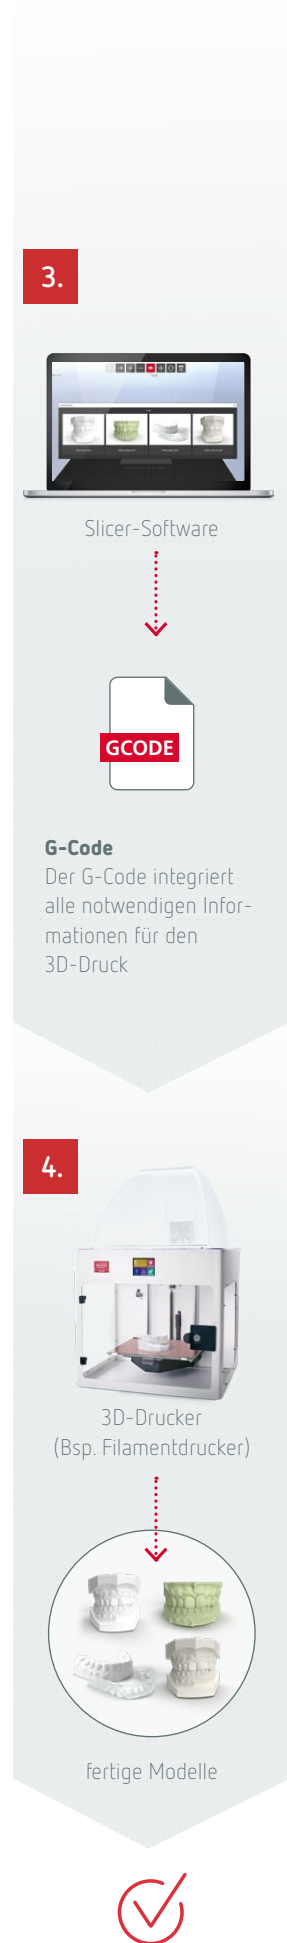 3.
Slicer-Software
GCODE
G-Code
Der G-Code integriert
alle notwendigen Infor-
mationen für den
3D-Druck
4.
3D-Drucker
(Bsp. Filamentdrucker)
fertige Modelle